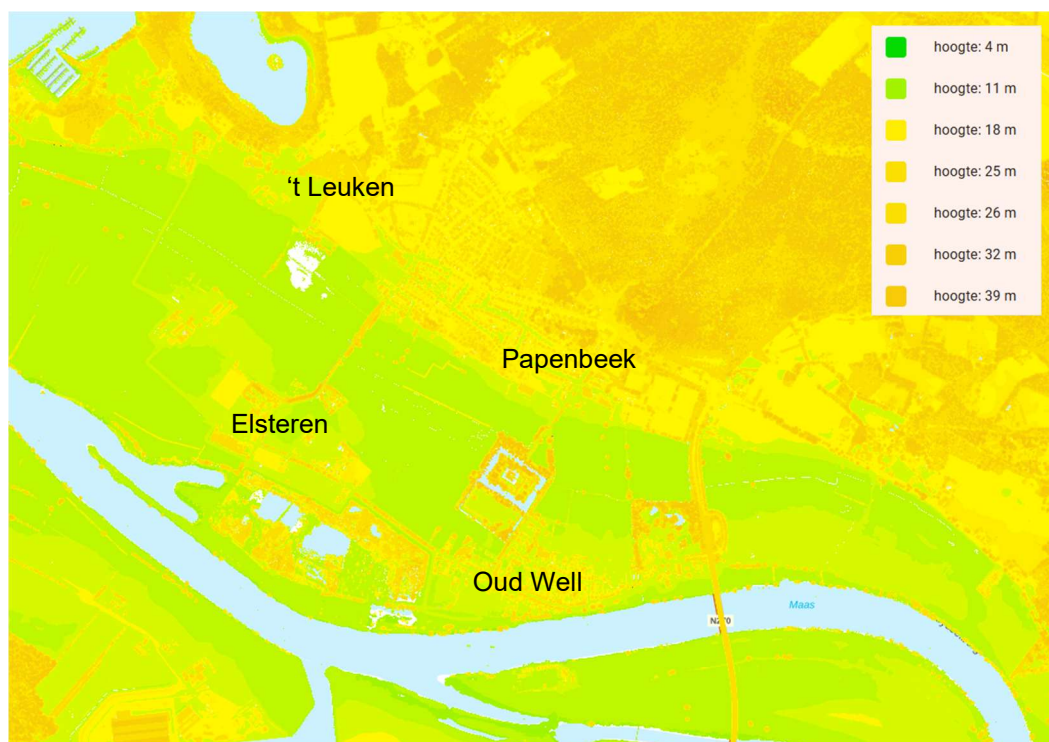 hoogte: 4 m
hoogte: 11 m
hoogte: 18 m
hoogte: 25 m
hoogte: 26 m
hoogte: 32 m
hoogte: 39 m
‘t Leuken
Papenbeek
Elsteren
Oud Well
Maas
N270